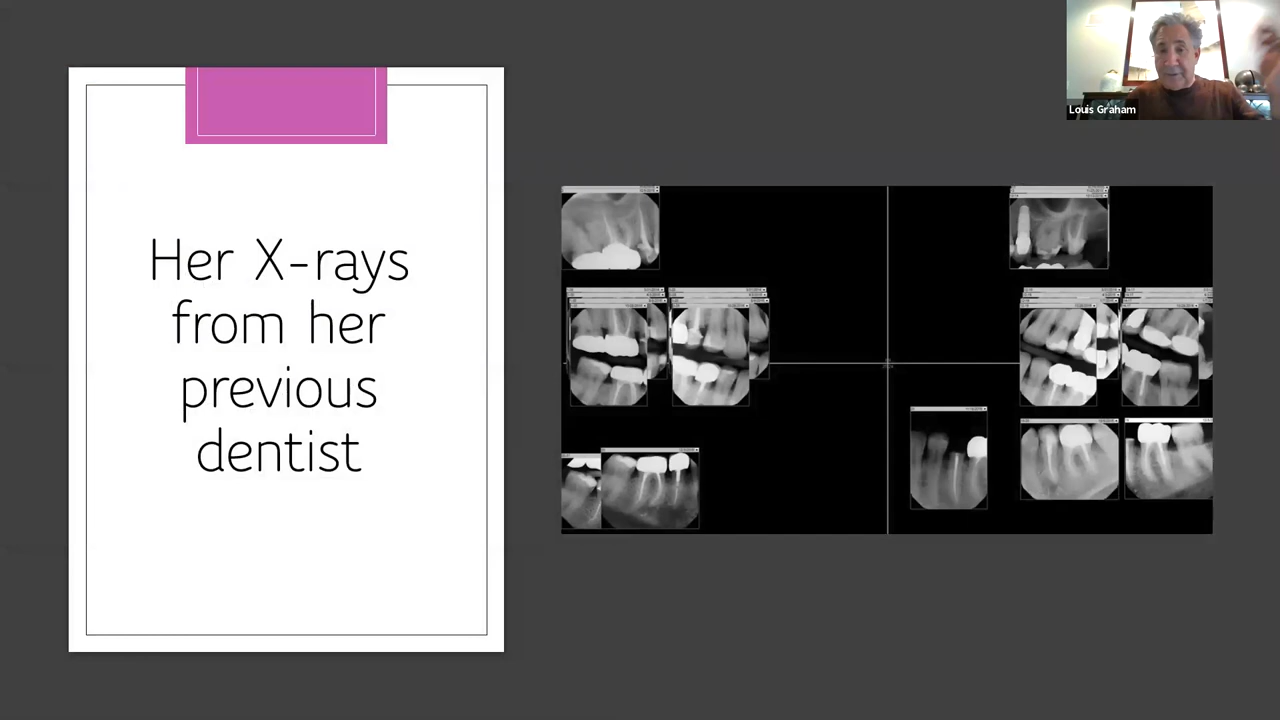 Her X-rays
from her
previous
dentist
Louis Graham